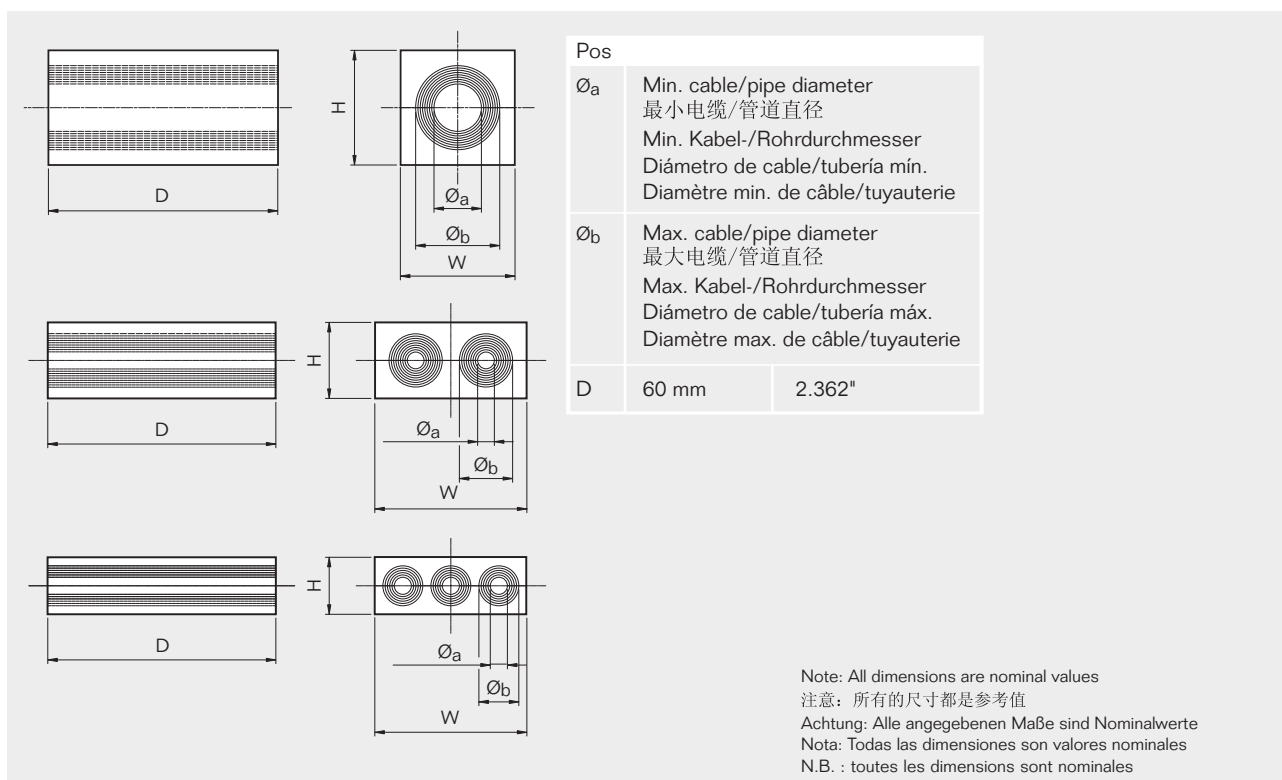 H
D
Øa
Øb
W
H
D
Øa
Øb
W
H
D
Øa
Øb
W
Pos
Øa
Min. cable/pipe diameter
最小电缆/管道直径
Min. Kabel-/Rohrdurchmesser
Diámetro de cable/tubería mín.
Diamètre min. de câble/tuyauterie
Øb
Max. cable/pipe diameter
最大电缆/管道直径
Max. Kabel-/Rohrdurchmesser
Diámetro de cable/tubería máx.
Diamètre max. de câble/tuyauterie
D 60 mm 2.362"
Note: All dimensions are nominal values
注意：所有的尺寸都是参考值
Achtung: Alle angegebenen Maße sind Nominalwerte
Nota: Todas las dimensiones son valores nominales
N.B. : toutes les dimensions sont nominales